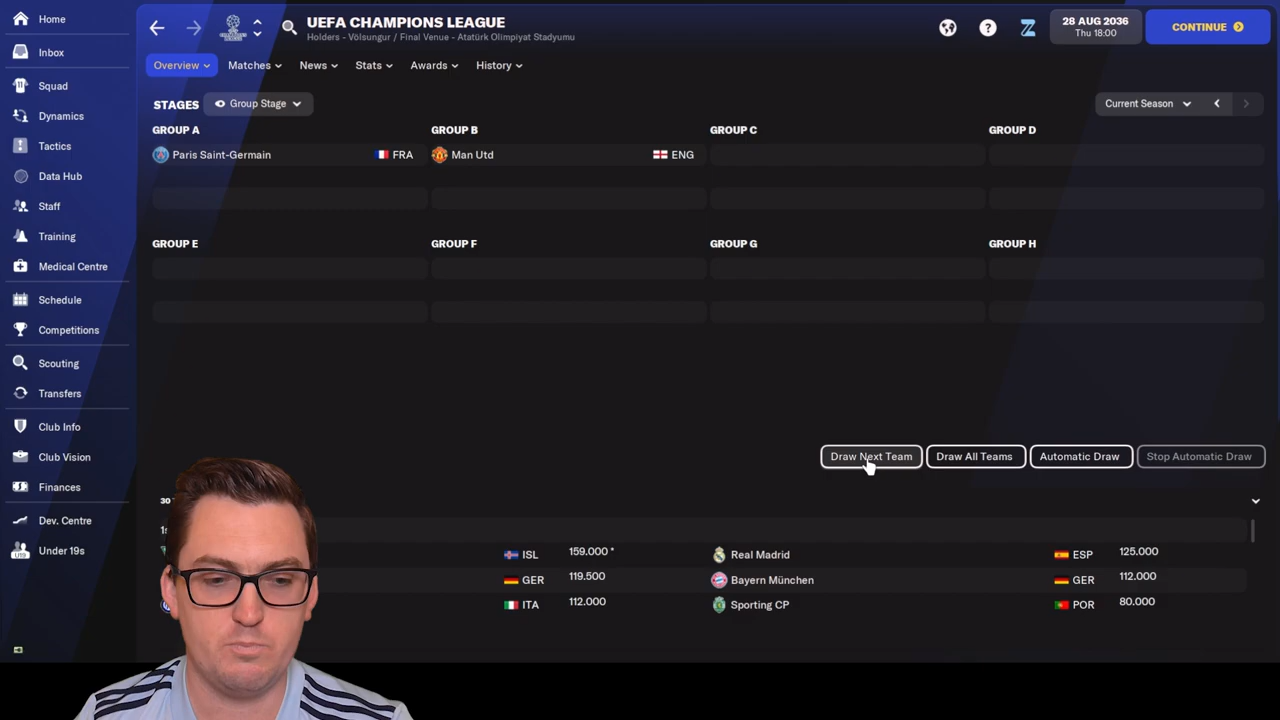 Home
Inbox
Squad
Dynamics
Tactics
Data Hub
Staff
Training
Medical Centre
Schedule
Competitions
Scouting
Transfers
Club Info
Club Vision
Finances
Dev. Centre
Under 19s
UEFA CHAMPIONS LEAGUE
Holders - Völsungur / Final Venue - Atatürk Olimpiyat Stadyumu
28 AUG 2036
Thu 18:00
CONTINUE
Overview Matches News Stats Awards History
STAGES Group Stage Current Season
GROUP A GROUP B GROUP C GROUP D
Paris Saint-Germain FRA Man Utd ENG
GROUP E GROUP F GROUP G GROUP H
Draw Next Team Draw All Teams Automatic Draw Stop Automatic Draw
30
ISL 159.000 * Real Madrid ESP 125.000
GER 119.500 Bayern München GER 112.000
ITA 112.000 Sporting CP POR 80.000